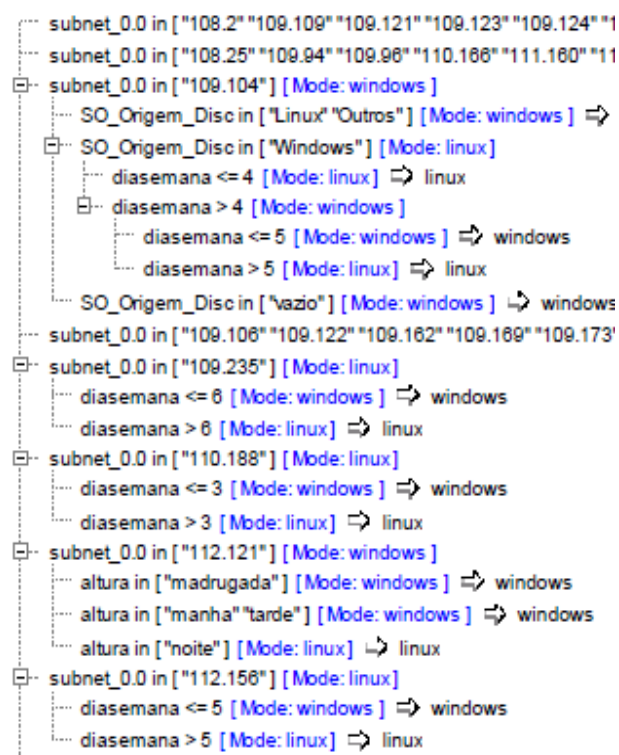 subnet_0.0 in ["108.2" "109.109" "109.121" "109.123" "109.124"
subnet_0.0 in ["108.25" "109.94" "109.96" "110.166" "111.160"
subnet_0.0 in ["109.104"] [Mode: windows ]
SO_Origem_Disc in ["Linux" "Outros"] [Mode: windows ]
SO_Origem_Disc in ["Windows"] [Mode: linux]
diasemana <= 4 [Mode: linux] ⇨ linux
diasemana > 4 [Mode: windows ]
diasemana <= 5 [Mode: windows ] ⇨ windows
diasemana > 5 [Mode: linux] ⇨ linux
SO_Origem_Disc in ["vazio"] [Mode: windows ] ⇨ windows
subnet_0.0 in ["109.106" "109.122" "109.162" "109.169" "109.173"
subnet_0.0 in ["109.235"] [Mode: linux]
diasemana <= 6 [Mode: windows ] ⇨ windows
diasemana > 6 [Mode: linux] ⇨ linux
subnet_0.0 in ["110.188"] [Mode: linux]
diasemana <= 3 [Mode: windows ] ⇨ windows
diasemana > 3 [Mode: linux] ⇨ linux
subnet_0.0 in ["112.121"] [Mode: windows ]
altura in ["madrugada"] [Mode: windows ] ⇨ windows
altura in ["manha" "tarde"] [Mode: windows ] ⇨ windows
altura in ["noite"] [Mode: linux] ⇨ linux
subnet_0.0 in ["112.156"] [Mode: linux]
diasemana <= 5 [Mode: windows ] ⇨ windows
diasemana > 5 [Mode: linux] ⇨ linux